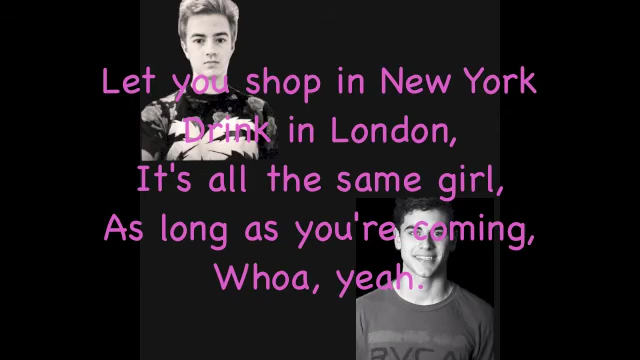 Let you shop in New York
Drink in London,
It's all the same girl,
As long as you're coming,
Whoa, yeah.
RVCA